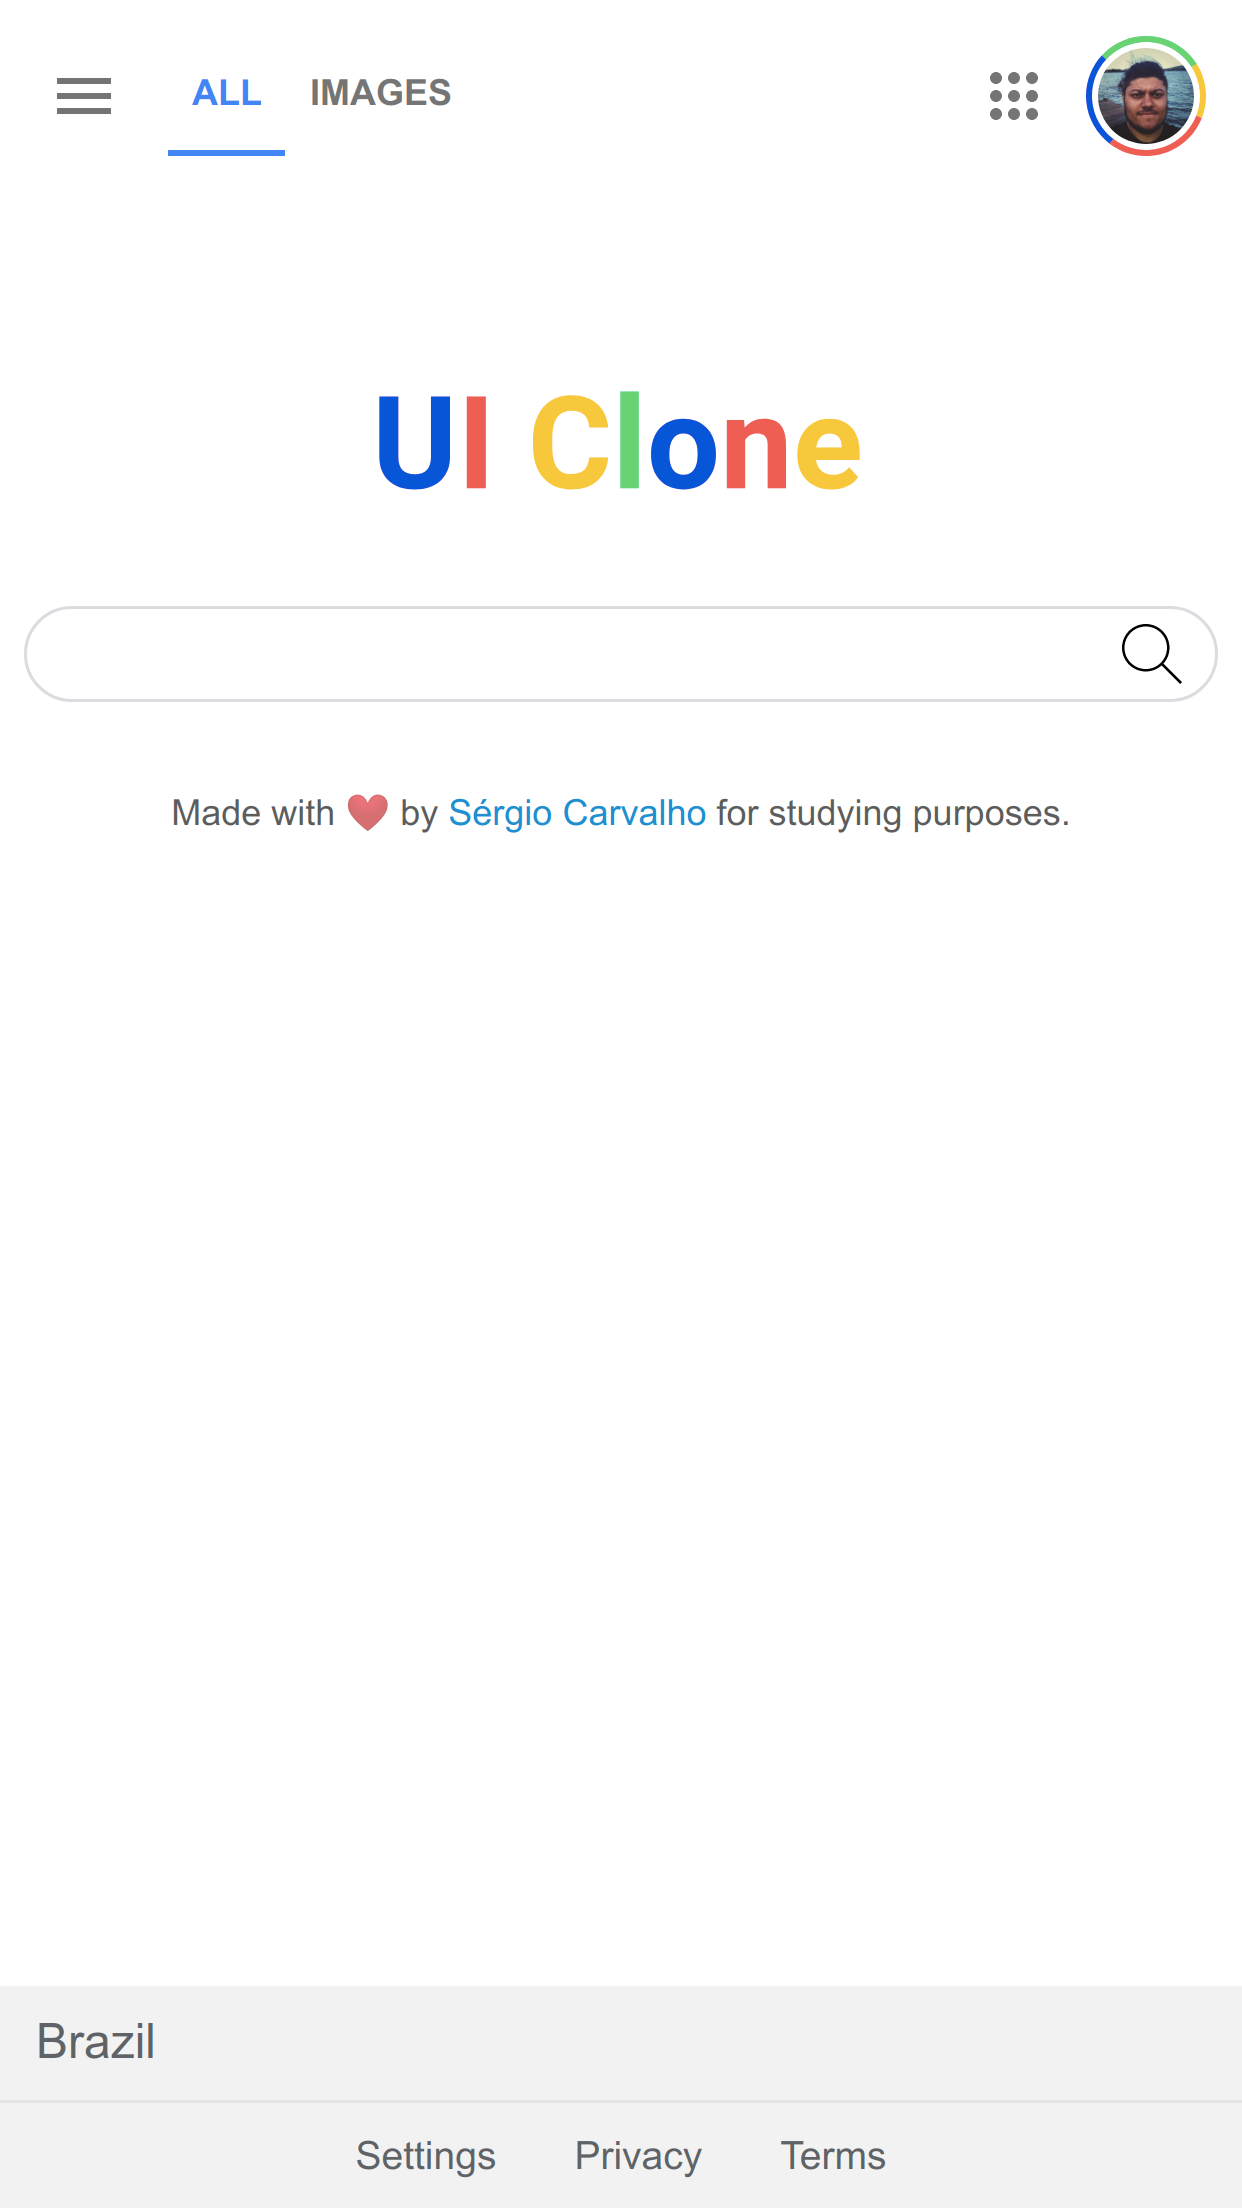 ALL IMAGES
UI Clone
Made with ❤️ by Sérgio Carvalho for studying purposes.
Brazil
Settings Privacy Terms